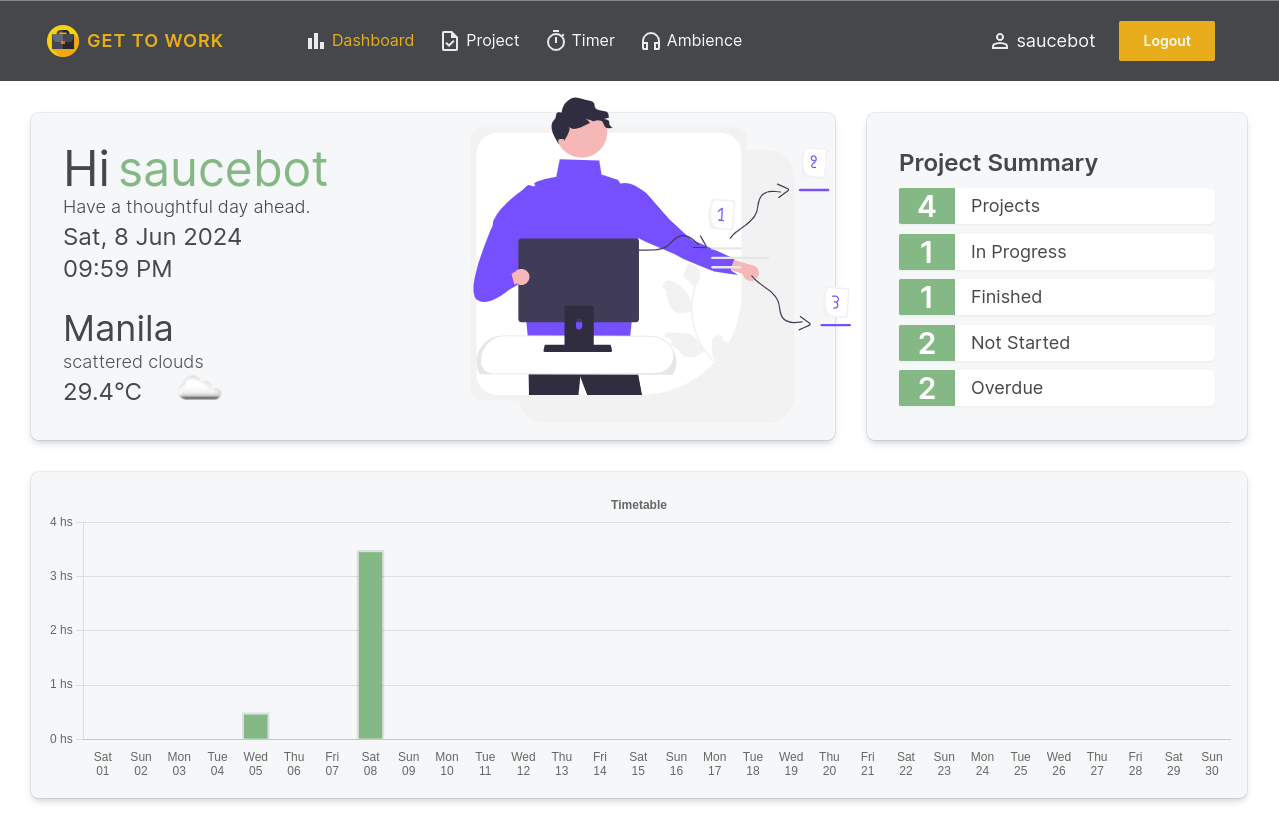 GET TO WORK
Dashboard
Project
Timer
Ambience
saucebot
Logout
Hi saucebot
Have a thoughtful day ahead.
Sat, 8 Jun 2024
09:59 PM
Manila
scattered clouds
29.4°C
1
2
3
Project Summary
4 Projects
1 In Progress
1 Finished
2 Not Started
2 Overdue
Timetable
4 hs
3 hs
2 hs
1 hs
0 hs
Sat Sun Mon Tue Wed Thu Fri Sat Sun Mon Tue Wed Thu Fri Sat Sun Mon Tue Wed Thu Fri Sat Sun Mon Tue Wed Thu Fri Sat Sun
01 02 03 04 05 06 07 08 09 10 11 12 13 14 15 16 17 18 19 20 21 22 23 24 25 26 27 28 29 30